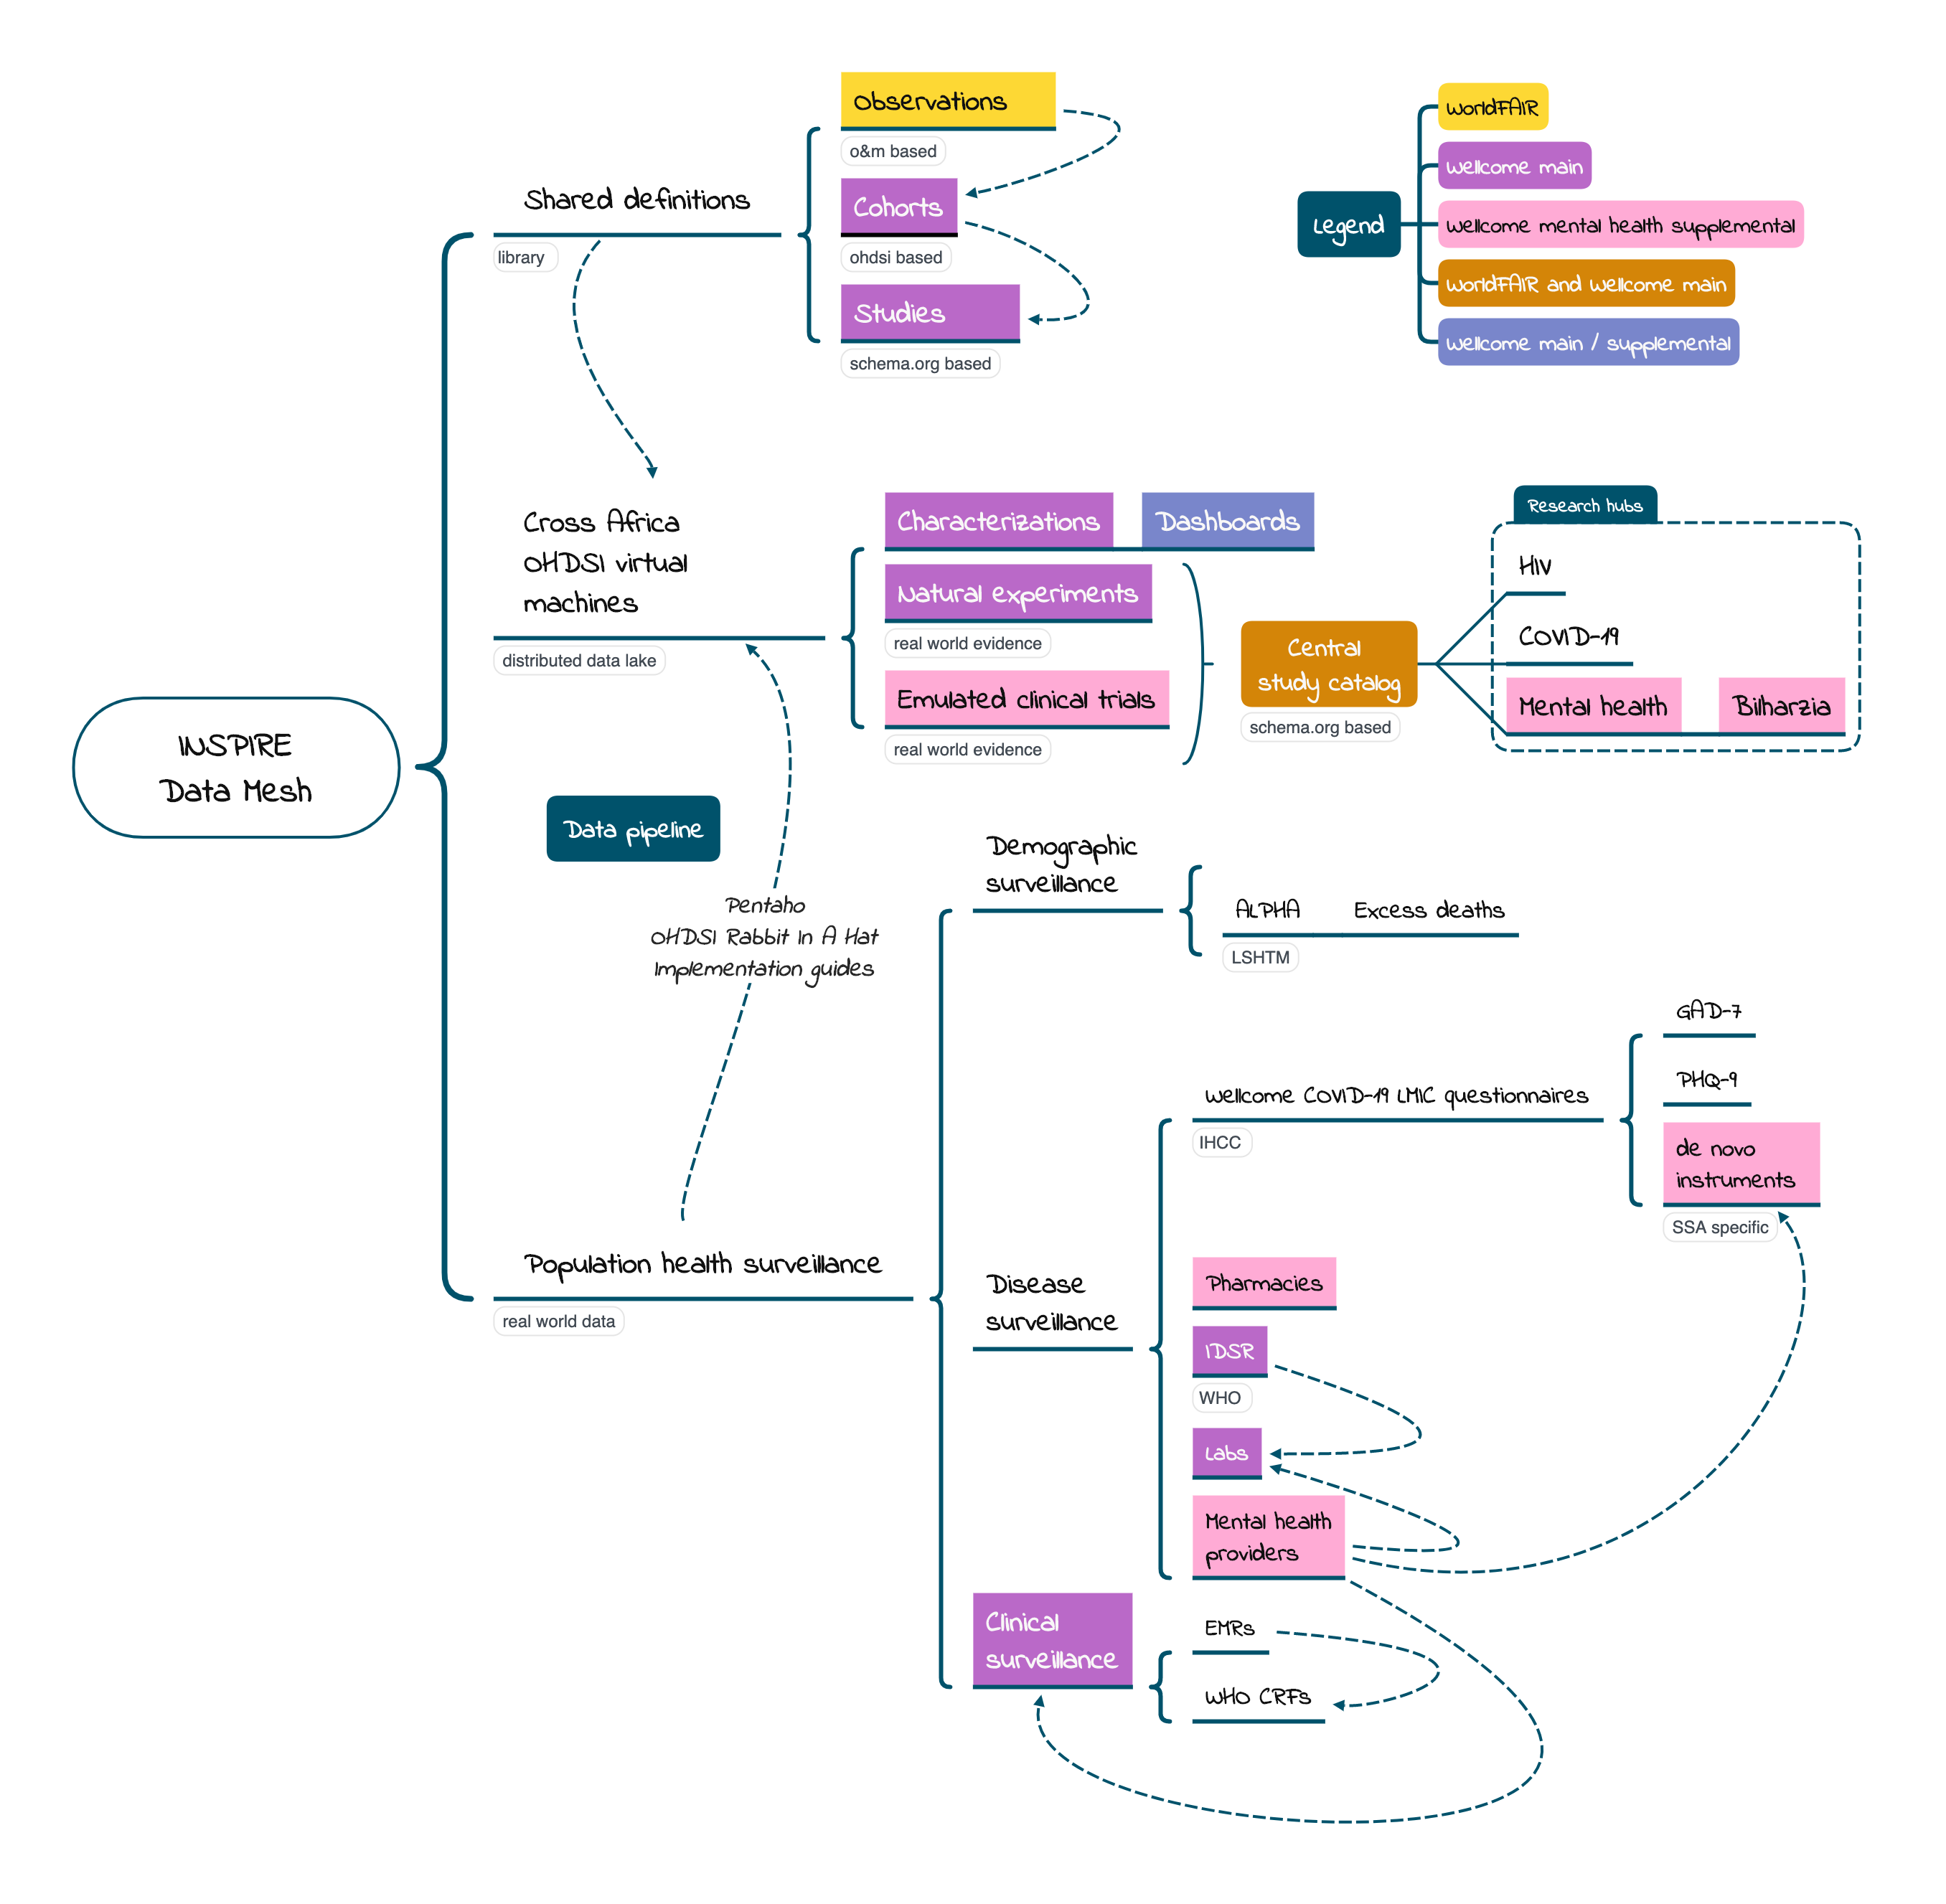 Observations
o&m based
Cohorts
ohdsi based
Studies
schema.org based
Shared definitions
library
Legend
WorldFAIR
Wellcome main
Wellcome mental health supplemental
WorldFAIR and Wellcome main
Wellcome main / supplemental
Cross Africa
OHDSI virtual
machines
distributed data lake
Characterizations
Dashboards
Natural experiments
real world evidence
Emulated clinical trials
real world evidence
Central
study catalog
schema.org based
Research hubs
HIV
COVID-19
Mental health
Bilharzia
INSPIRE
Data Mesh
Data pipeline
Pentaho
OHDSI Rabbit In A Hat
Implementation guides
Population health surveillance
real world data
Demographic
surveillance
ALPHA
Excess deaths
LSHTM
Disease
surveillance
Wellcome COVID-19 LMIC questionnaires
IHCC
GAD-7
PHQ-9
de novo
instruments
SSA specific
Pharmacies
IDSR
WHO
Labs
Mental health
providers
Clinical
surveillance
EMRs
WHO CRFs